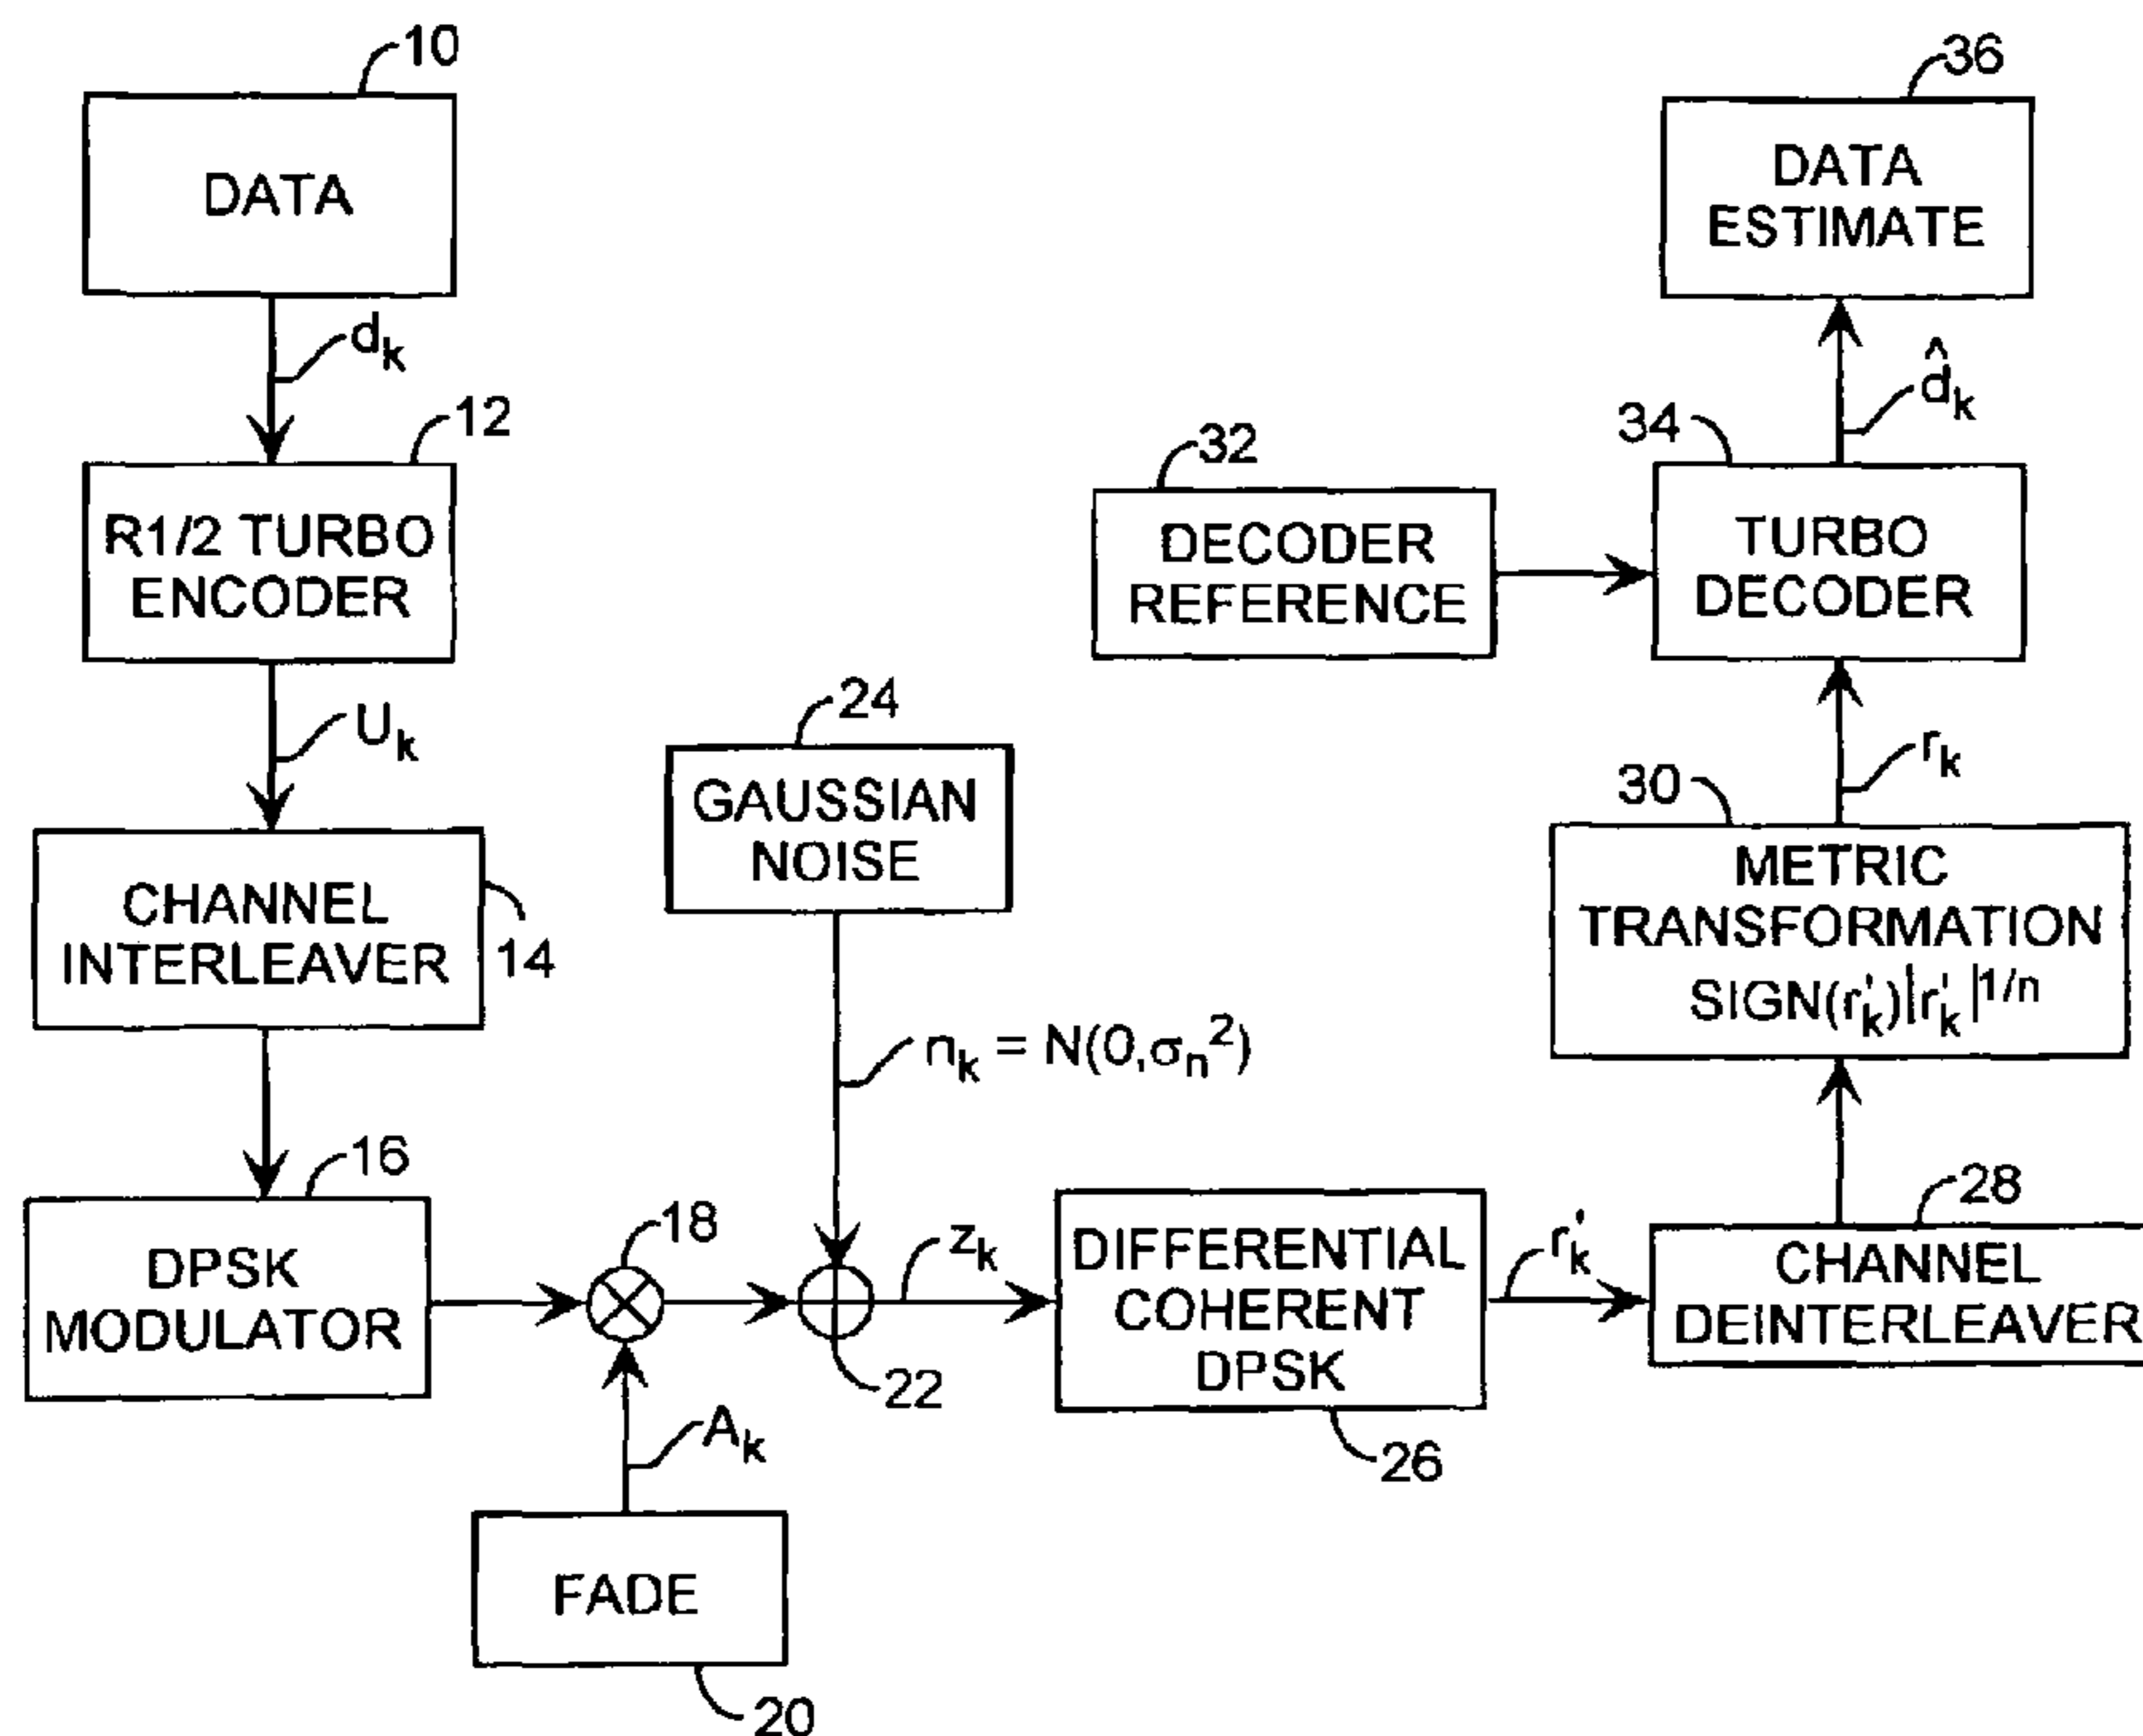 10
DATA
d_k
12
R1/2 TURBO
ENCODER
U_k
CHANNEL
INTERLEAVER
14
16
DPSK
MODULATOR
18
A_k
FADE
20
24
GAUSSIAN
NOISE
n_k = N(0,σ_n²)
22
z_k
DIFFERENTIAL
COHERENT
DPSK
26
r'_k
28
CHANNEL
DEINTERLEAVER
30
METRIC
TRANSFORMATION
SIGN(r'_k)|r'_k|^1/n
r_k
32
DECODER
REFERENCE
34
TURBO
DECODER
d̂_k
36
DATA
ESTIMATE